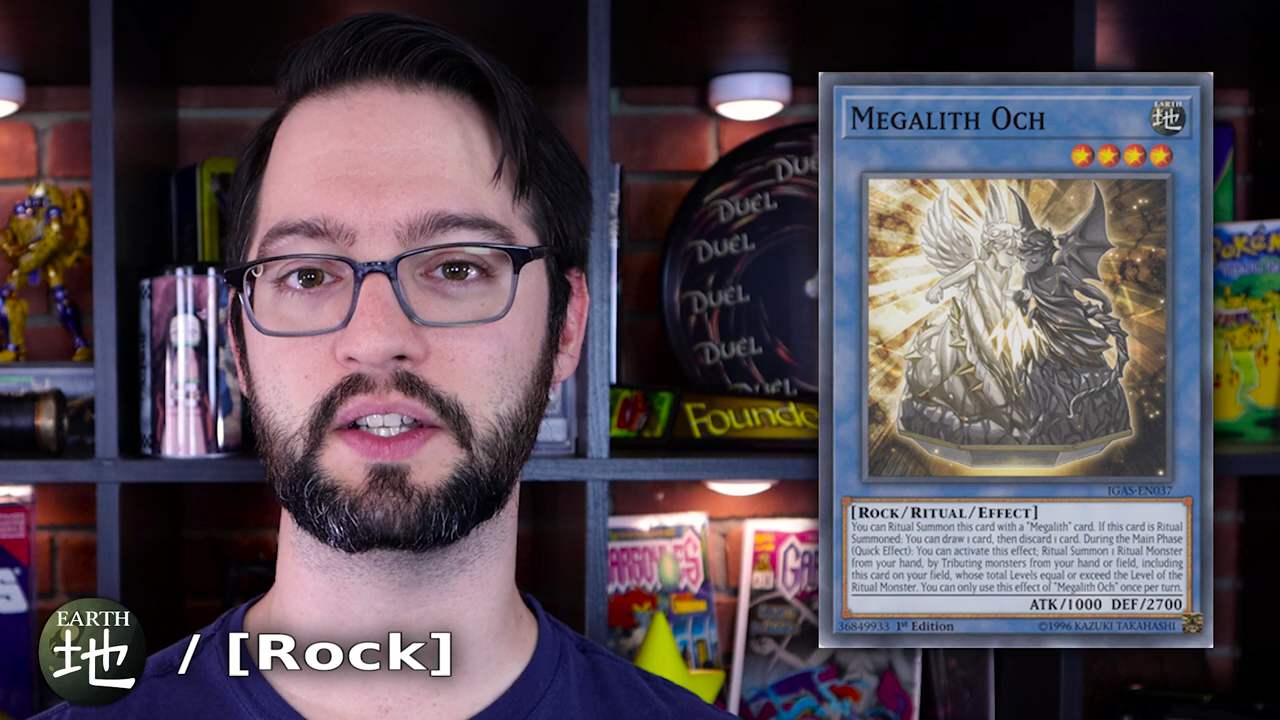 DUEL
DUEL
DUEL
DUEL
DUEL
DUEL
Founde
POKÉM
GARGOYLES
GA
S
EARTH
地
/ [Rock]
MEGALITH OCH
EARTH
地
IGAS-EN037
[ROCK/RITUAL/EFFECT]
You can Ritual Summon this card with a "Megalith" card. If this card is Ritual
Summoned: You can draw 1 card, then discard 1 card. During the Main Phase
(Quick Effect): You can activate this effect; Ritual Summon 1 Ritual Monster
from your hand, by Tributing monsters from your hand or field, including
this card on your field, whose total Levels equal or exceed the Level of the
Ritual Monster. You can only use this effect of "Megalith Och" once per turn.
ATK/1000 DEF/2700
36849933 1st Edition ©1996 KAZUKI TAKAHASHI